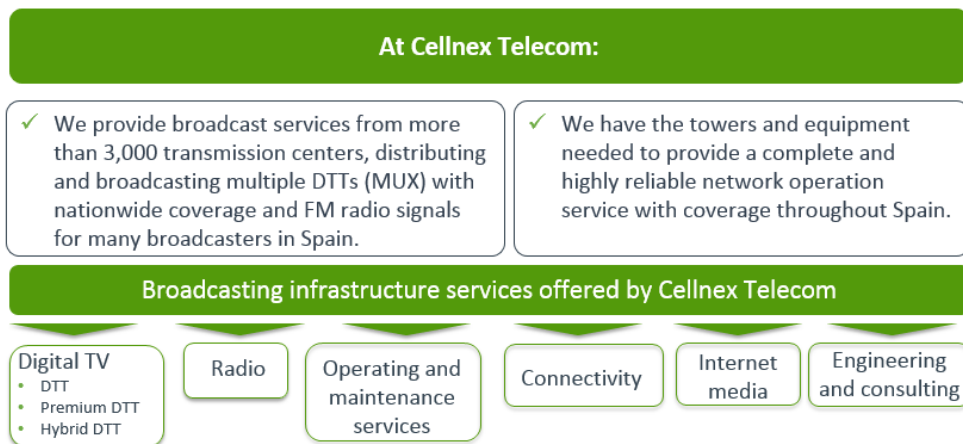 At Cellnex Telecom:
✓ We provide broadcast services from more
than 3,000 transmission centers, distributing
and broadcasting multiple DTTs (MUX) with
nationwide coverage and FM radio signals
for many broadcasters in Spain.
✓ We have the towers and equipment
needed to provide a complete and
highly reliable network operation
service with coverage throughout Spain.
Broadcasting infrastructure services offered by Cellnex Telecom
Digital TV
• DTT
• Premium DTT
• Hybrid DTT
Radio
Operating and
maintenance
services
Connectivity
Internet
media
Engineering
and consulting